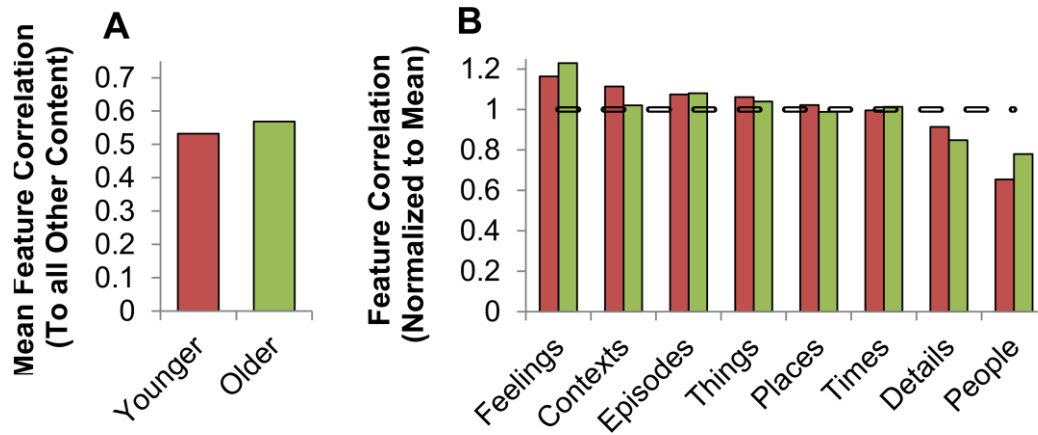 A
Mean Feature Correlation
(To all Other Content)
0.7
0.6
0.5
0.4
0.3
0.2
0.1
0
Younger
Older
B
Feature Correlation
(Normalized to Mean)
1.2
1
0.8
0.6
0.4
0.2
0
Feelings
Contexts
Episodes
Things
Places
Times
Details
People